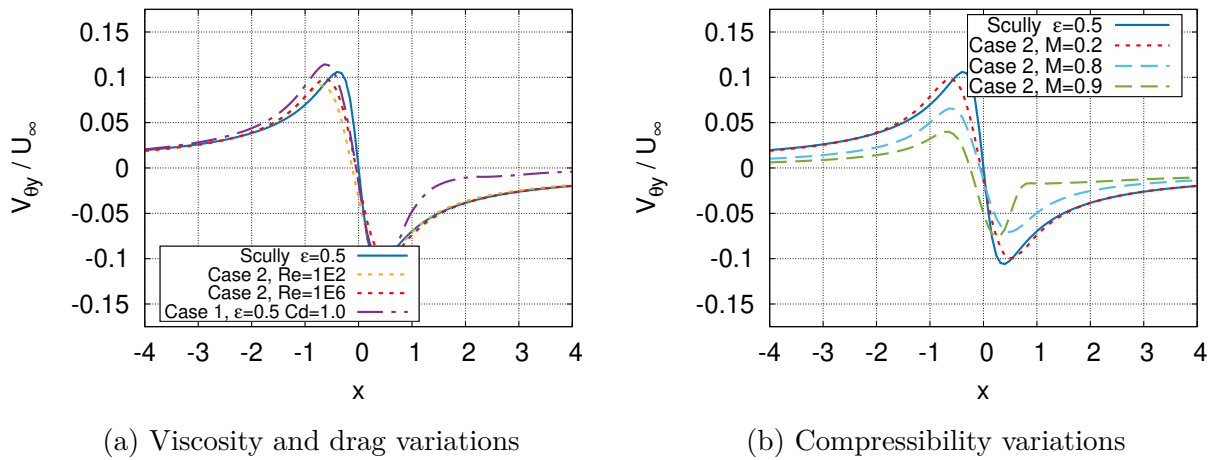 0.15
0.1
0.05
0
-0.05
-0.1
-0.15
V_θy / U_∞
-4 -3 -2 -1 0 1 2 3 4
x
Scully ε=0.5
Case 2, Re=1E2
Case 2, Re=1E6
Case 1, ε=0.5 Cd=1.0
(a) Viscosity and drag variations
0.15
0.1
0.05
0
-0.05
-0.1
-0.15
V_θy / U_∞
-4 -3 -2 -1 0 1 2 3 4
x
Scully ε=0.5
Case 2, M=0.2
Case 2, M=0.8
Case 2, M=0.9
(b) Compressibility variations